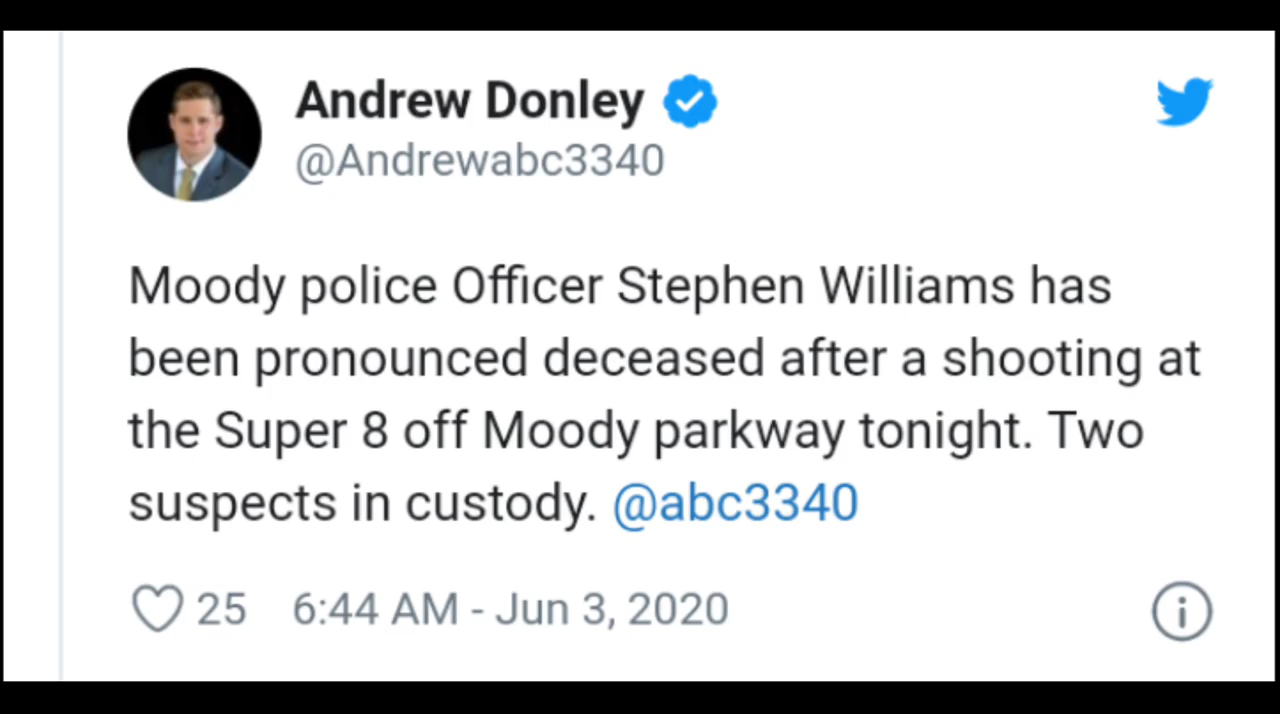 Andrew Donley
@Andrewabc3340
Moody police Officer Stephen Williams has
been pronounced deceased after a shooting at
the Super 8 off Moody parkway tonight. Two
suspects in custody. @abc3340
25 6:44 AM - Jun 3, 2020